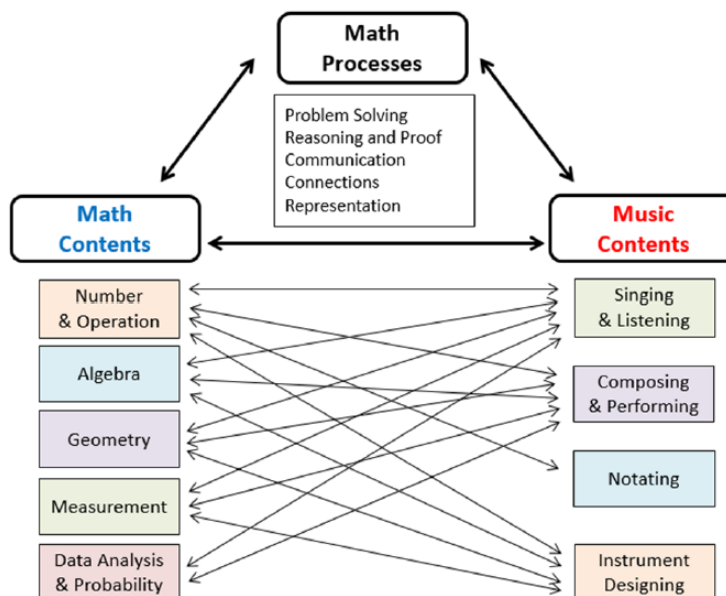 Math
Processes
Problem Solving
Reasoning and Proof
Communication
Connections
Representation
Math
Contents
Music
Contents
Number
& Operation
Algebra
Geometry
Measurement
Data Analysis
& Probability
Singing
& Listening
Composing
& Performing
Notating
Instrument
Designing